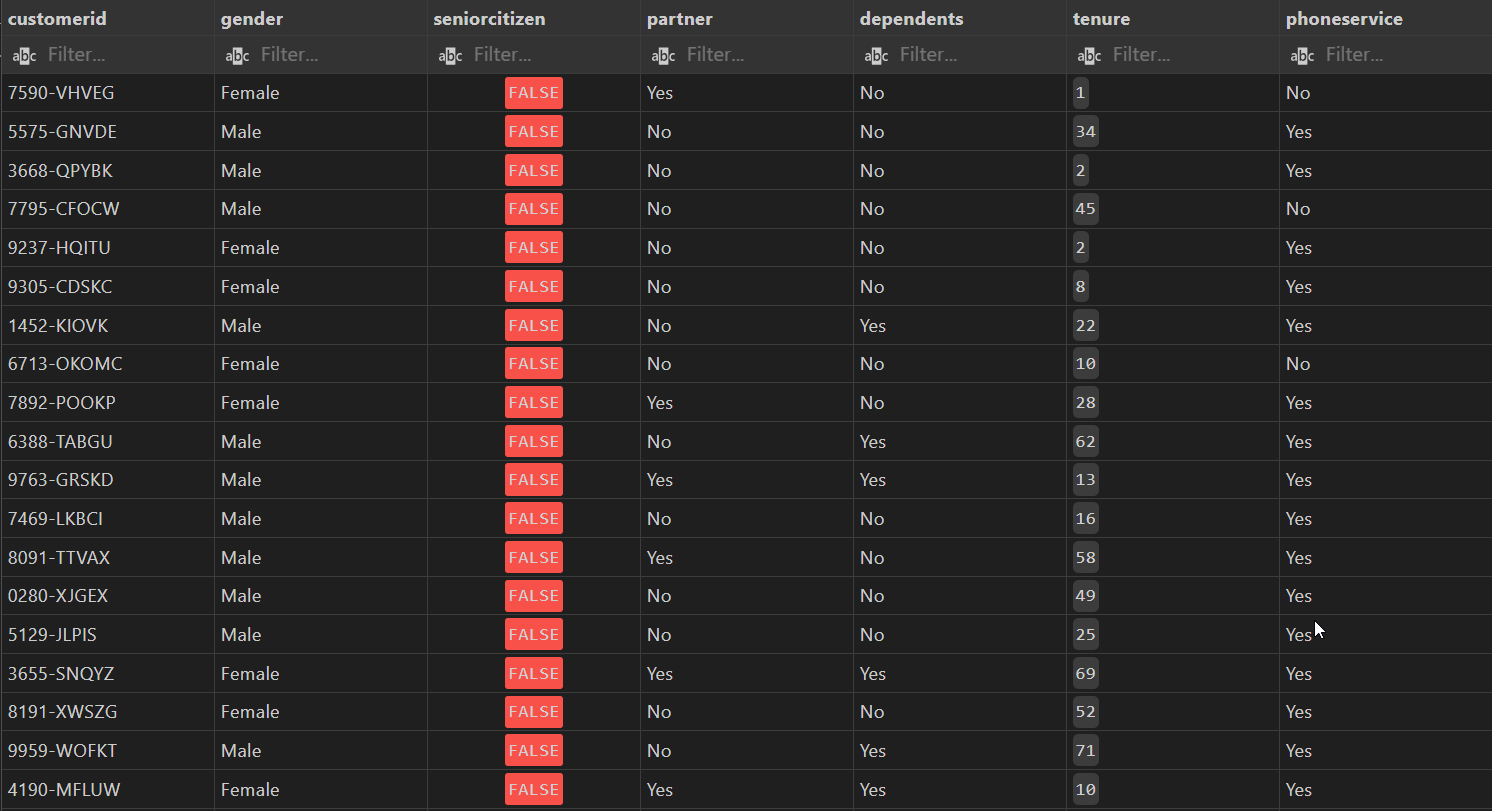 customerid gender seniorcitizen partner dependents tenure phoneservice
abc Filter... abc Filter... abc Filter... abc Filter... abc Filter... abc Filter... abc Filter...
7590-VHVEG Female FALSE Yes No 1 No
5575-GNVDE Male FALSE No No 34 Yes
3668-QPYBK Male FALSE No No 2 Yes
7795-CFOCW Male FALSE No No 45 No
9237-HQITU Female FALSE No No 2 Yes
9305-CDSKC Female FALSE No No 8 Yes
1452-KIOVK Male FALSE No Yes 22 Yes
6713-OKOMC Female FALSE No No 10 No
7892-POOKP Female FALSE Yes No 28 Yes
6388-TABGU Male FALSE No Yes 62 Yes
9763-GRSKD Male FALSE Yes Yes 13 Yes
7469-LKBCI Male FALSE No No 16 Yes
8091-TTVAX Male FALSE Yes No 58 Yes
0280-XJGEX Male FALSE No No 49 Yes
5129-JLPIS Male FALSE No No 25 Yes
3655-SNQYZ Female FALSE Yes Yes 69 Yes
8191-XWSZG Female FALSE No No 52 Yes
9959-WOFKT Male FALSE No Yes 71 Yes
4190-MFLUW Female FALSE Yes Yes 10 Yes